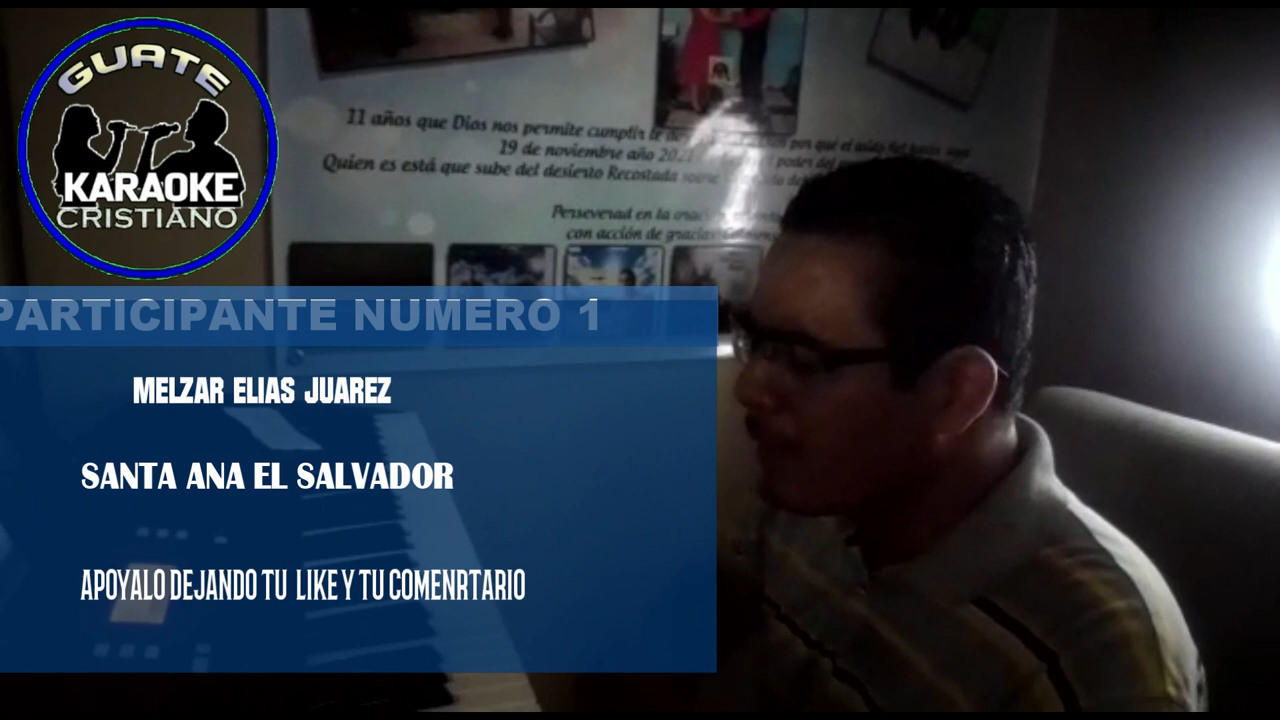 GUATE
KARAOKE
CRISTIANO
11 años que Dios nos permite cumplir
19 de noviembre año
Quien es está que sube del desierto Recostada
Perseverad en la
con acción de gracias
PARTICIPANTE NUMERO 1
MELZAR ELIAS JUAREZ
SANTA ANA EL SALVADOR
APOYALO DEJANDO TU LIKE Y TU COMENRTARIO